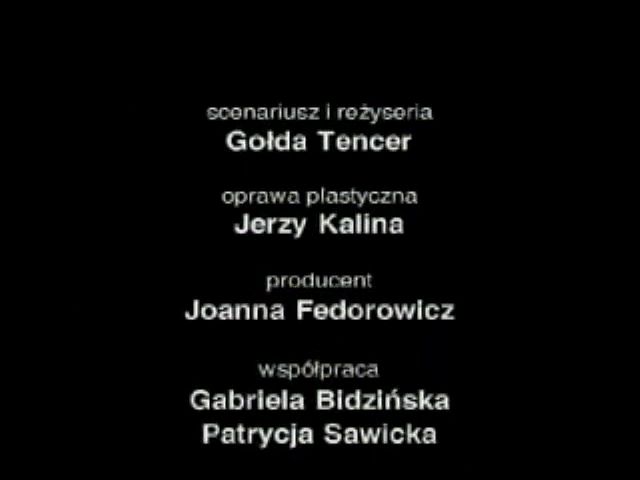 scenariusz i reżyseria
Gołda Tencer
oprawa plastyczna
Jerzy Kalina
producent
Joanna Fedorowicz
współpraca
Gabriela Bidzińska
Patrycja Sawicka